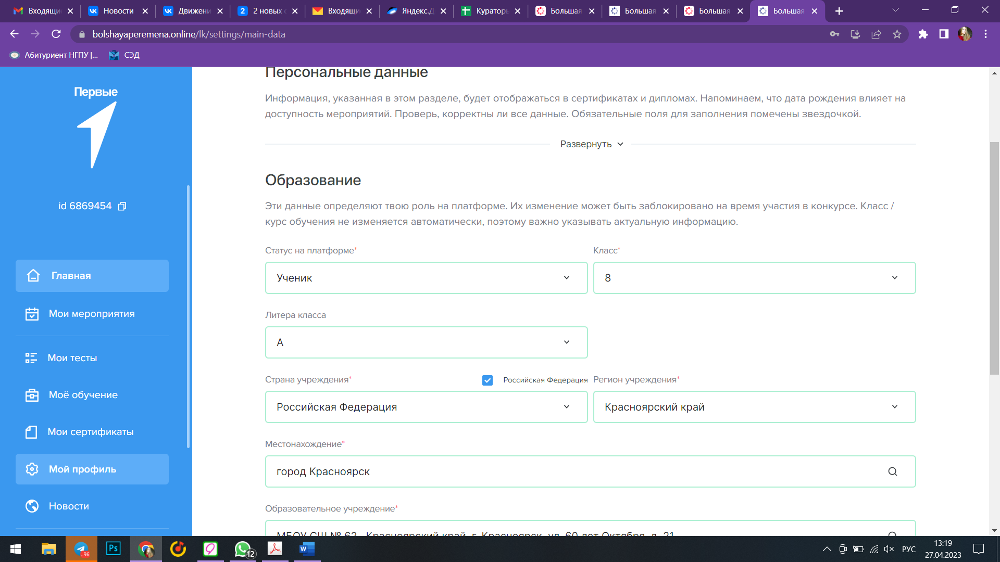 Входящие
Новости
Движени
2 новых с
Входящие
Яндекс.Д
Кураторы
Большая
Большая
Большая
Большая
bolshayaperemena.online/lk/settings/main-data
Абитуриент НГПУ |...
СЭД
Первые
id 6869454
Главная
Мои мероприятия
Мои тесты
Моё обучение
Мои сертификаты
Мой профиль
Новости
Персональные данные
Информация, указанная в этом разделе, будет отображаться в сертификатах и дипломах. Напоминаем, что дата рождения влияет на
доступность мероприятий. Проверь, корректны ли все данные. Обязательные поля для заполнения помечены звездочкой.
Развернуть
Образование
Эти данные определяют твою роль на платформе. Их изменение может быть заблокировано на время участия в конкурсе. Класс /
курс обучения не изменяется автоматически, поэтому важно указывать актуальную информацию.
Статус на платформе*
Класс*
Ученик
8
Литера класса
А
Страна учреждения*
Российская Федерация
Регион учреждения*
Российская Федерация
Красноярский край
Местонахождение*
город Красноярск
Образовательное учреждение*
МБОУ СШ № 62 , Красноярский край, г. Красноярск, ул. 60 лет Октября, д. 21
..96
Ps
12
W
РУС
13:19
27.04.2023